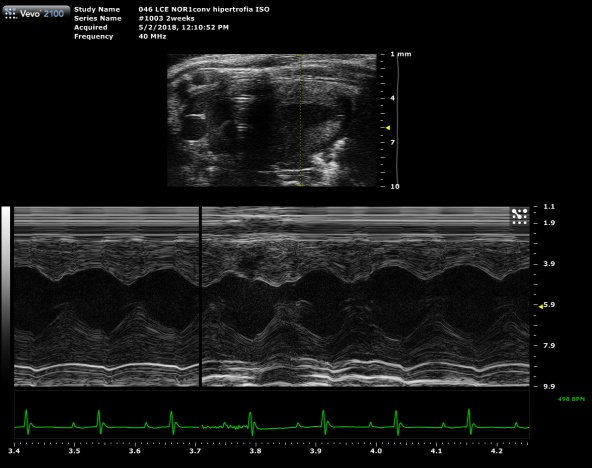 Vevo 2100
Study Name 046 LCE NOR1conv hipertrofia ISO
Series Name #1003 2weeks
Acquired 5/2/2018, 12:10:52 PM
Frequency 40 MHz
1 mm
4
7
10
1.1
1.9
3.9
5.9
7.9
9.9
498 BPM
3.4 3.5 3.6 3.7 3.8 3.9 4.0 4.1 4.2